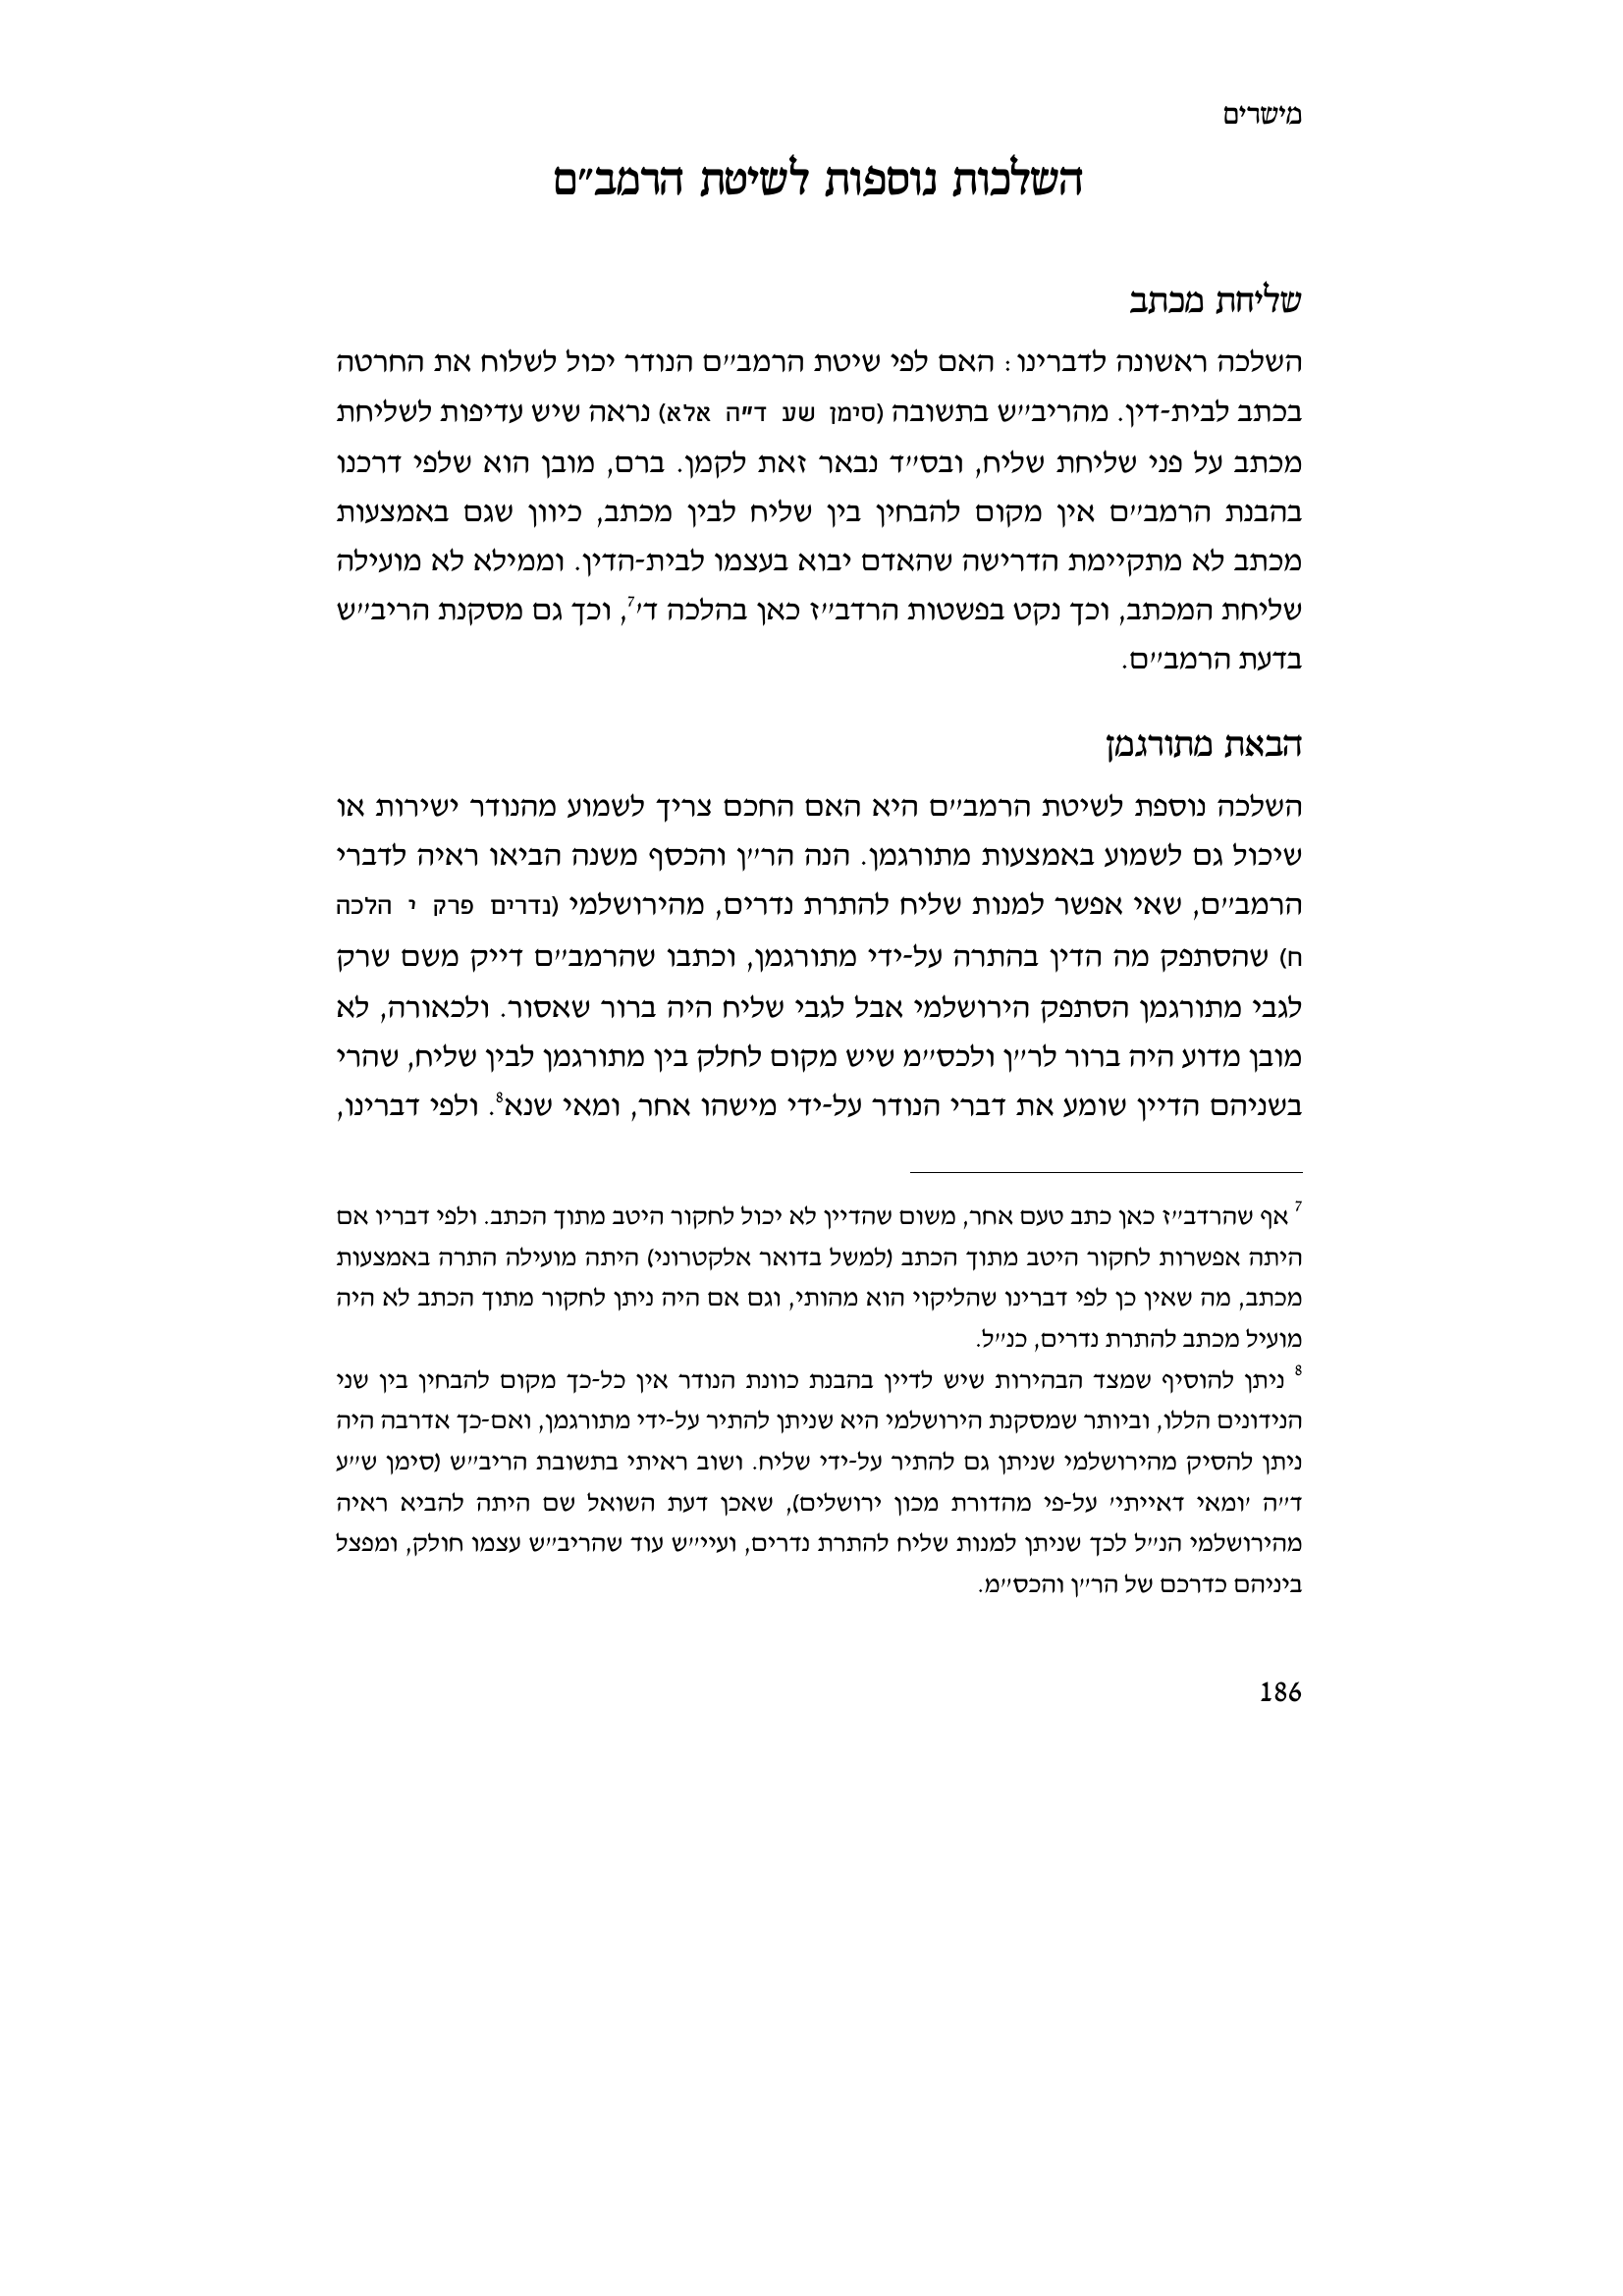 מישרים
השלכות נוספות לשיטת הרמב"ם
שליחת מכתב
השלכה ראשונה לדברינו: האם לפי שיטת הרמב"ם הנודר יכול לשלוח את החרטה
בכתב לבית-דין. מהריב"ש בתשובה (סימן שע ד"ה אלא) נראה שיש עדיפות לשליחת
מכתב על פני שליחת שליח, ובס"ד נבאר זאת לקמן. ברם, מובן הוא שלפי דרכנו
בהבנת הרמב"ם אין מקום להבחין בין שליח לבין מכתב, כיוון שגם באמצעות
מכתב לא מתקיימת הדרישה שהאדם יבוא בעצמו לבית-הדין. וממילא לא מועילה
שליחת המכתב, וכך נקט בפשטות הרדב"ז כאן בהלכה ד'7, וכך גם מסקנת הריב"ש
בדעת הרמב"ם.
הבאת מתורגמן
השלכה נוספת לשיטת הרמב"ם היא האם החכם צריך לשמוע מהנודר ישירות או
שיכול גם לשמוע באמצעות מתורגמן. הנה הר"ן והכסף משנה הביאו ראיה לדברי
הרמב"ם, שאי אפשר למנות שליח להתרת נדרים, מהירושלמי (נדרים פרק י הלכה
ח) שהסתפק מה הדין בהתרה על-ידי מתורגמן, וכתבו שהרמב"ם דייק משם שרק
לגבי מתורגמן הסתפק הירושלמי אבל לגבי שליח היה ברור שאסור. ולכאורה, לא
מובן מדוע היה ברור לר"ן ולכס"מ שיש מקום לחלק בין מתורגמן לבין שליח, שהרי
בשניהם הדיין שומע את דברי הנודר על-ידי מישהו אחר, ומאי שנא8. ולפי דברינו,
7 אף שהרדב"ז כאן כתב טעם אחר, משום שהדיין לא יכול לחקור היטב מתוך הכתב. ולפי דבריו אם
היתה אפשרות לחקור היטב מתוך הכתב (למשל בדואר אלקטרוני) היתה מועילה התרה באמצעות
מכתב, מה שאין כן לפי דברינו שהליקוי הוא מהותי, וגם אם היה ניתן לחקור מתוך הכתב לא היה
מועיל מכתב להתרת נדרים, כנ"ל.
8 ניתן להוסיף שמצד הבהירות שיש לדיין בהבנת כוונת הנודר אין כל-כך מקום להבחין בין שני
הנידונים הללו, וביותר שמסקנת הירושלמי היא שניתן להתיר על-ידי מתורגמן, ואם-כך אדרבה היה
ניתן להסיק מהירושלמי שניתן גם להתיר על-ידי שליח. ושוב ראיתי בתשובת הריב"ש (סימן ש"ע
ד"ה 'ומאי דאייתי' על-פי מהדורת מכון ירושלים), שאכן דעת השואל שם היתה להביא ראיה
מהירושלמי הנ"ל לכך שניתן למנות שליח להתרת נדרים, ועיי"ש עוד שהריב"ש עצמו חולק, ומפצל
ביניהם כדרכם של הר"ן והכס"מ.
186